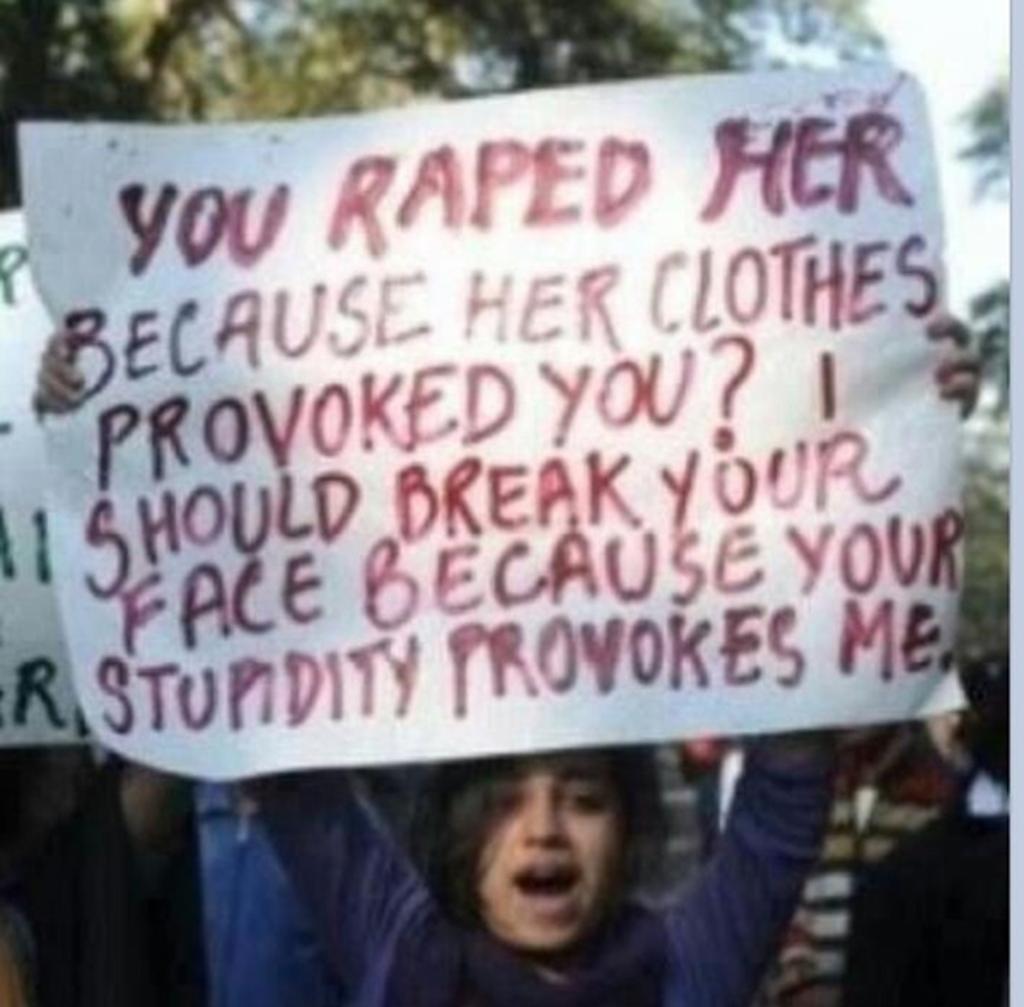 YOU RAPED HER
BECAUSE HER CLOTHES
PROVOKED YOU? I
SHOULD BREAK YOUR
FACE BECAUSE YOUR
STUPIDITY PROVOKES ME.